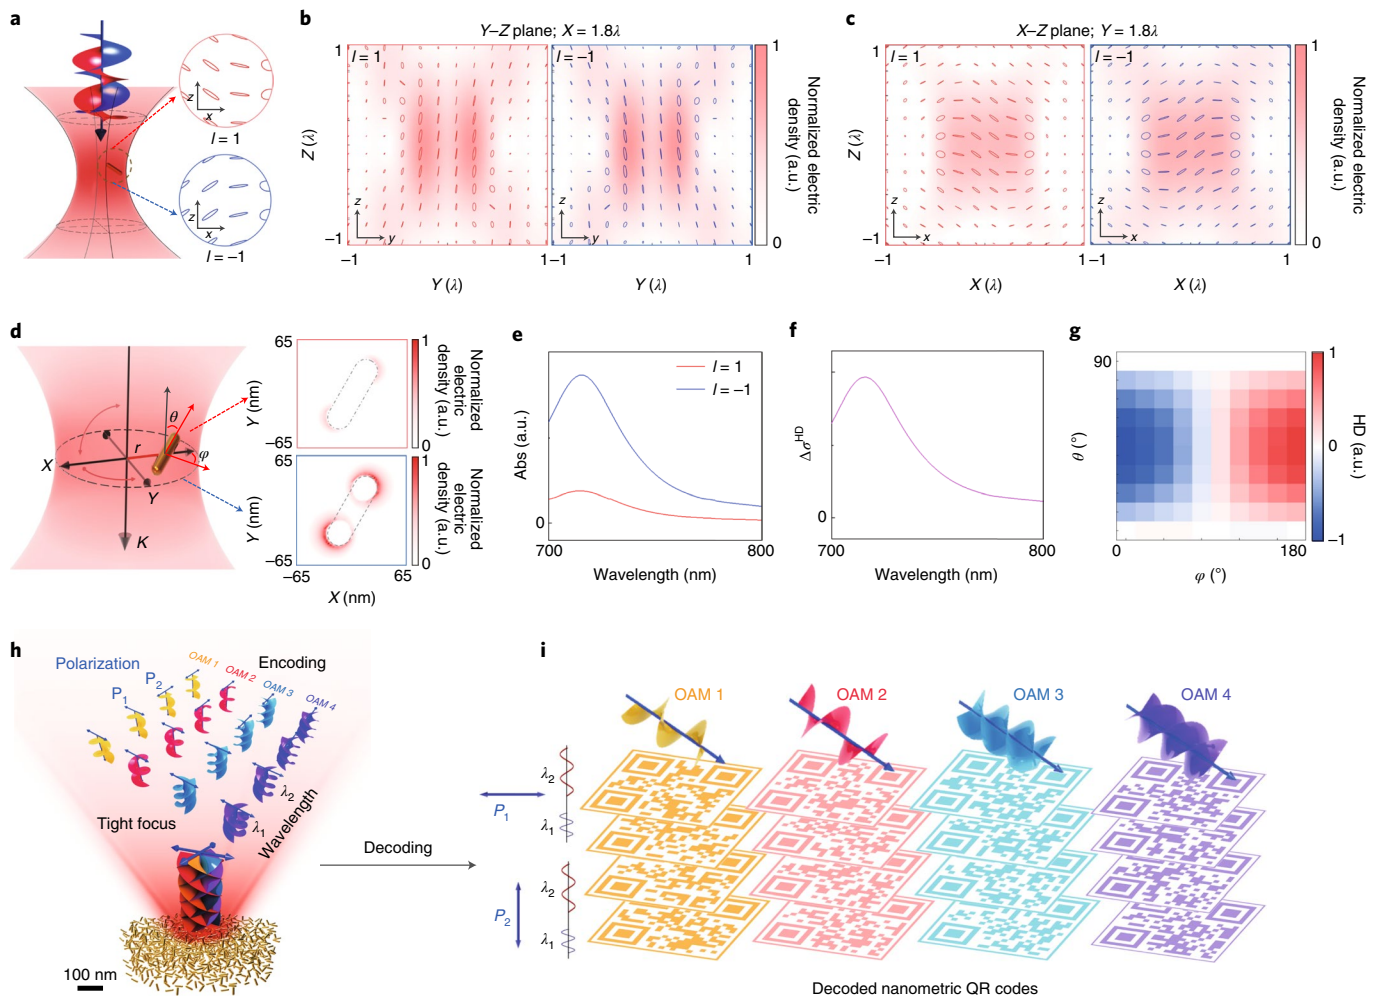 a
z
x
l = 1
z
x
l = −1
b
Y–Z plane; X = 1.8λ
1
l = 1
l = −1
Z (λ)
z
y
z
y
−1
−1
1
−1
1
Y (λ)
Y (λ)
1
0
Normalized electric
density (a.u.)
c
X–Z plane; Y = 1.8λ
1
l = 1
l = −1
Z (λ)
z
x
z
x
−1
−1
1
−1
1
X (λ)
X (λ)
1
0
Normalized electric
density (a.u.)
d
θ
r
φ
X
Y
K
65
Y (nm)
−65
1
0
Normalized
electric
density (a.u.)
65
Y (nm)
−65
−65
65
X (nm)
1
0
Normalized
electric
density (a.u.)
e
l = 1
l = −1
Abs (a.u.)
0
700
800
Wavelength (nm)
f
Δσ^HD
0
700
800
Wavelength (nm)
g
90
θ (°)
0
0
180
φ (°)
1
0
−1
HD (a.u.)
h
Polarization
P1
P2
OAM 1
OAM 2
OAM 3
OAM 4
Encoding
λ2
λ1
Wavelength
Tight focus
100 nm
Decoding
i
OAM 1
OAM 2
OAM 3
OAM 4
P1
λ2
λ1
P2
λ2
λ1
Decoded nanometric QR codes